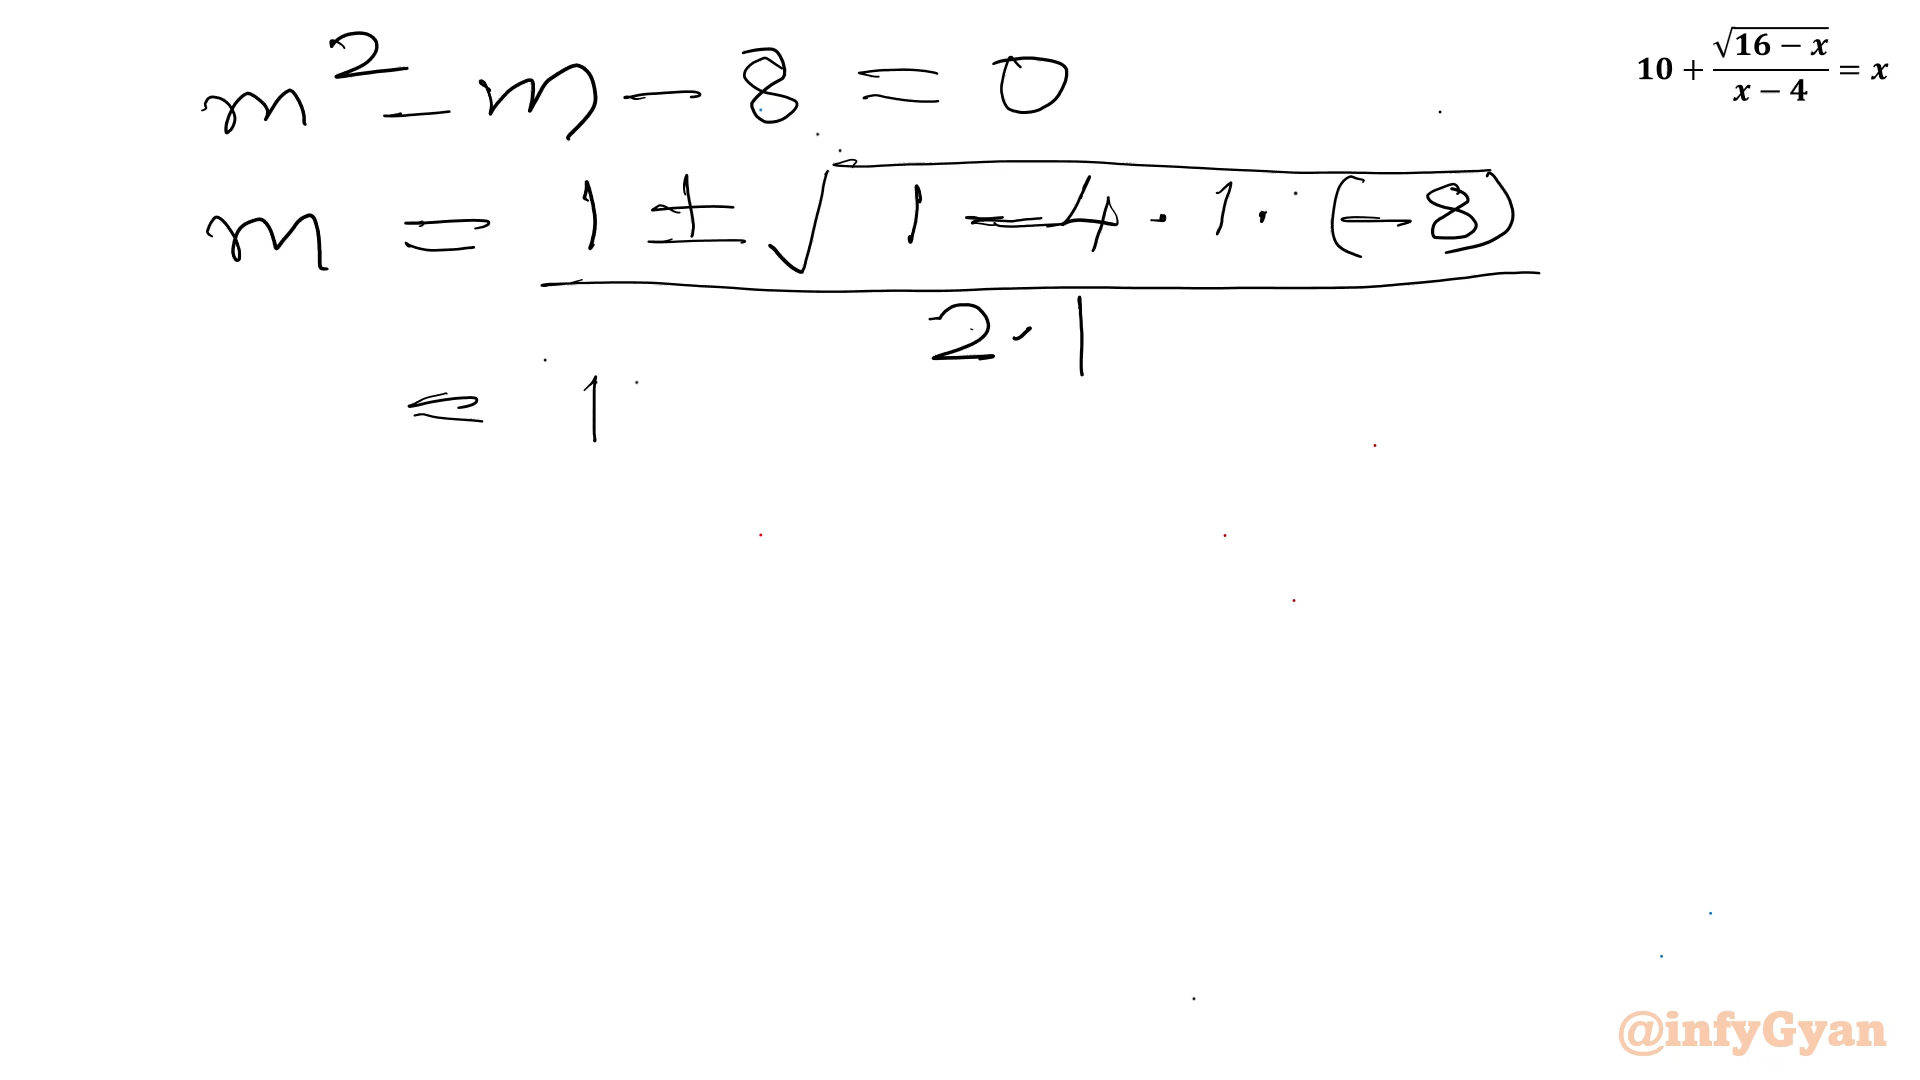 m² - m - 8 = 0
10 + √(16 - x) / (x - 4) = x
m = (1 ± √(1 - 4 · 1 · (-8))) / (2 · 1)
= 1
@infyGyan